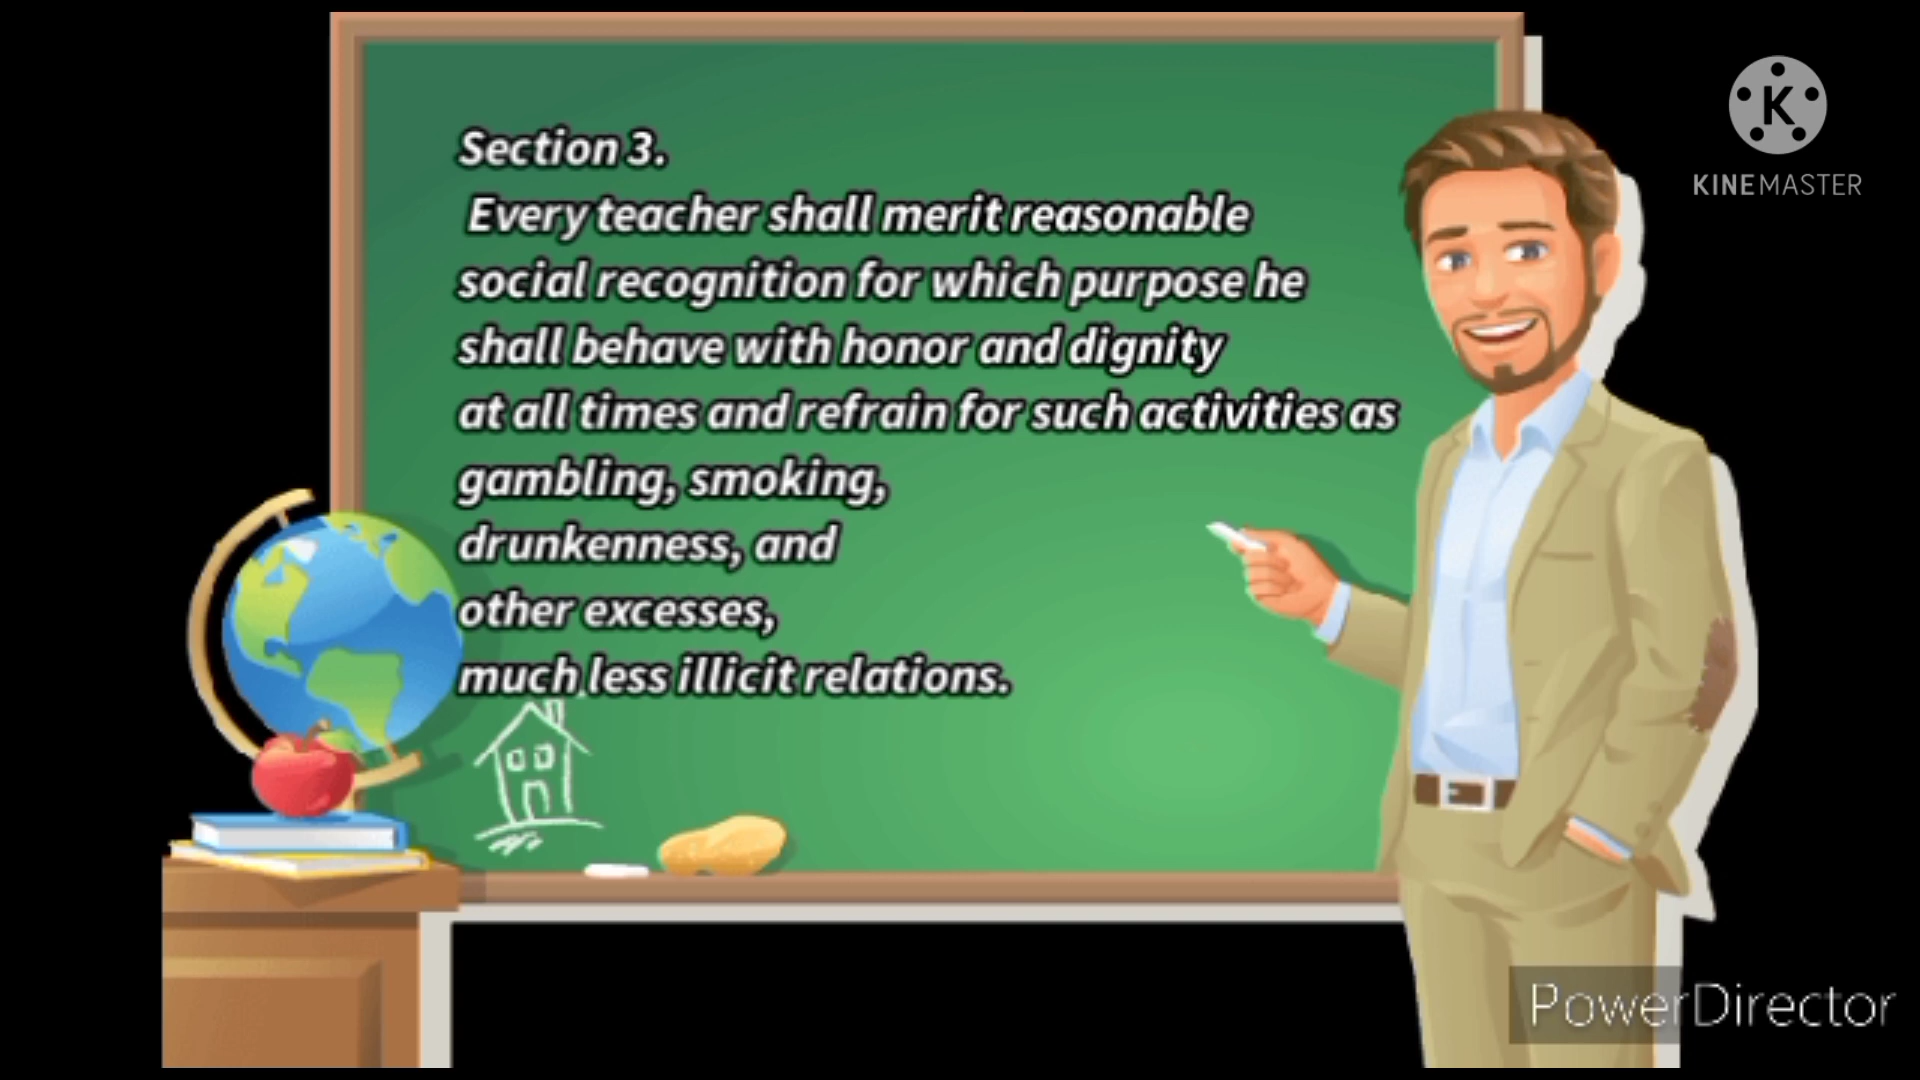 Section 3.
Every teacher shall merit reasonable
social recognition for which purpose he
shall behave with honor and dignity
at all times and refrain for such activities as
gambling, smoking,
drunkenness, and
other excesses,
much less illicit relations.
K
KINEMASTER
PowerDirector